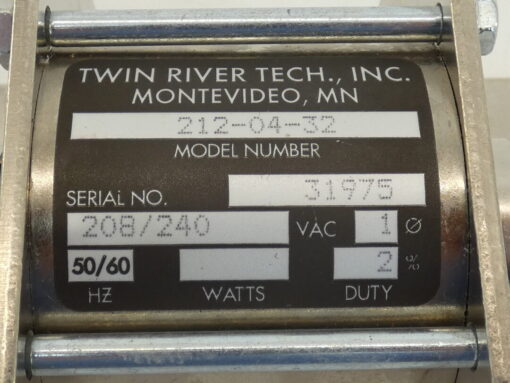 TWIN RIVER TECH., INC.
MONTEVIDEO, MN
212-04-32
MODEL NUMBER
SERIAL NO. 31975
208/240 VAC 1 Ø
50/60 2 %
HZ WATTS DUTY